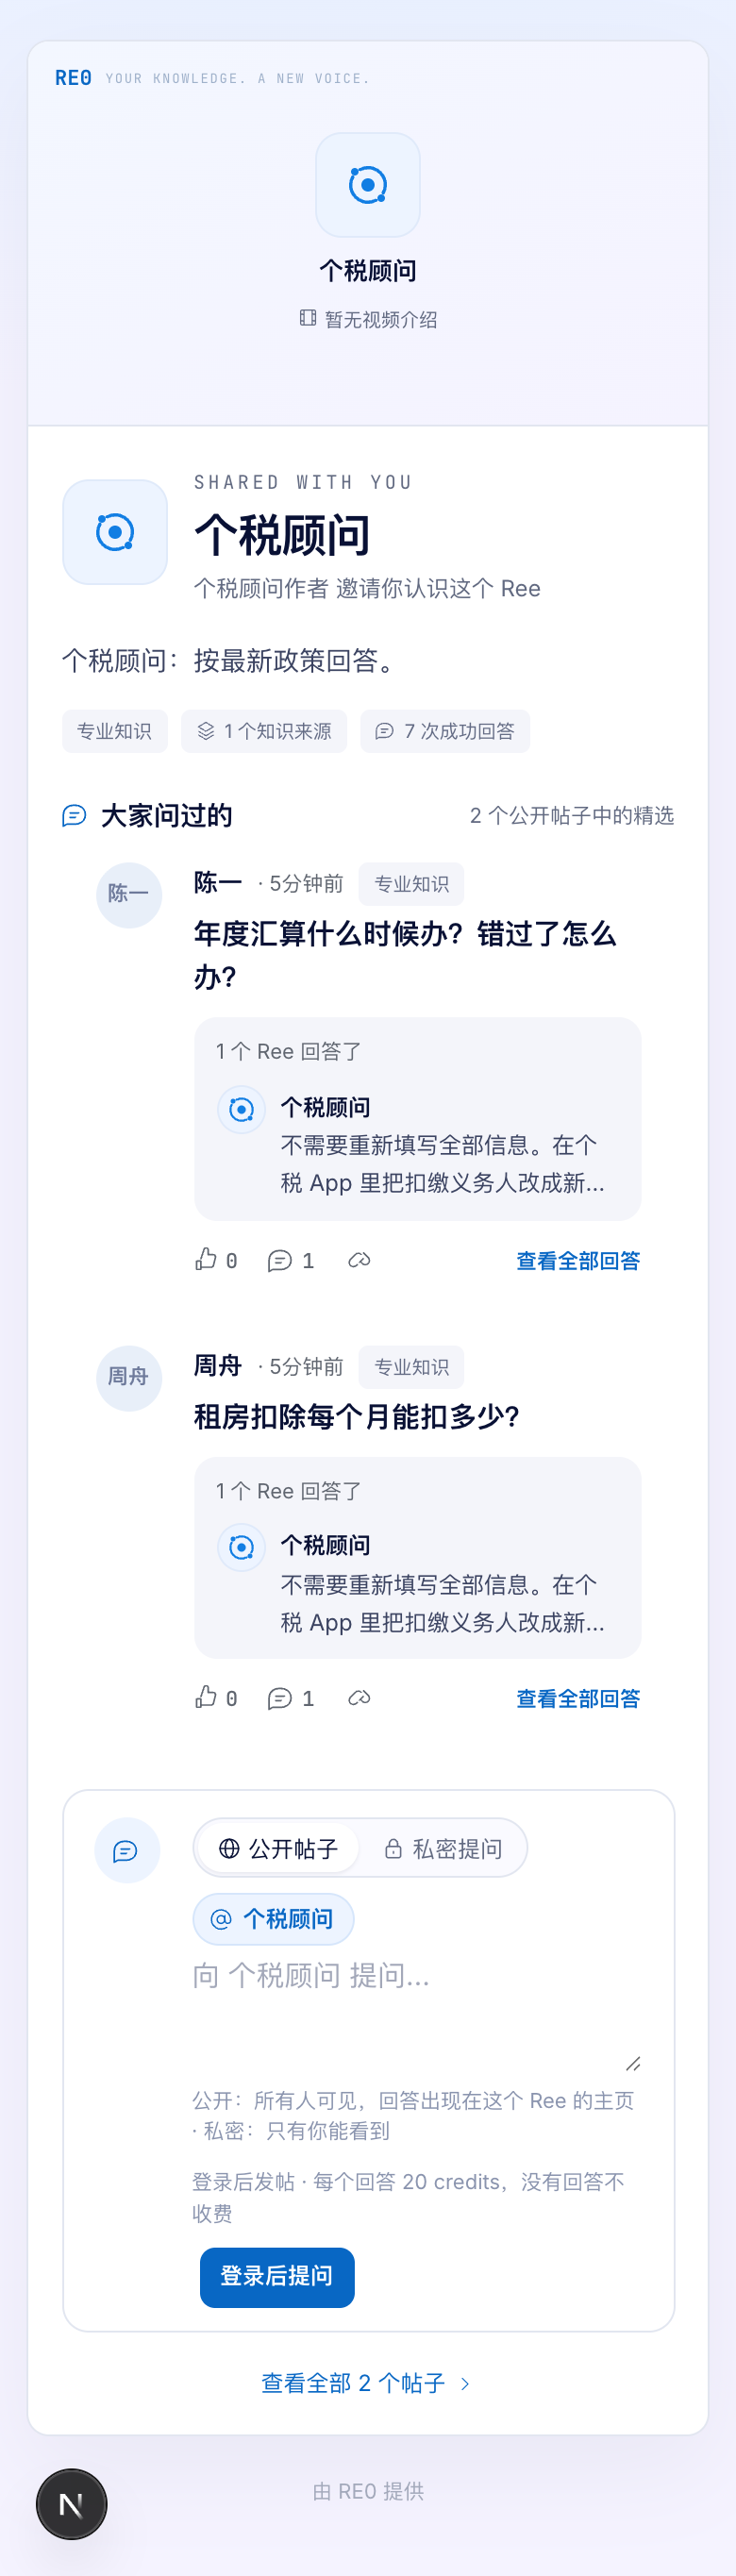 RE0 YOUR KNOWLEDGE. A NEW VOICE.
个税顾问
暂无视频介绍
SHARED WITH YOU
个税顾问
个税顾问作者 邀请你认识这个 Ree
个税顾问：按最新政策回答。
专业知识 1 个知识来源 7 次成功回答
大家问过的 2 个公开帖子中的精选
陈一 陈一 · 5分钟前 专业知识
年度汇算什么时候办？错过了怎么
办？
1 个 Ree 回答了
个税顾问
不需要重新填写全部信息。在个
税 App 里把扣缴义务人改成新...
0 1 查看全部回答
周舟 周舟 · 5分钟前 专业知识
租房扣除每个月能扣多少？
1 个 Ree 回答了
个税顾问
不需要重新填写全部信息。在个
税 App 里把扣缴义务人改成新...
0 1 查看全部回答
公开帖子 私密提问
@ 个税顾问
向 个税顾问 提问...
公开：所有人可见，回答出现在这个 Ree 的主页
· 私密：只有你能看到
登录后发帖 · 每个回答 20 credits，没有回答不
收费
登录后提问
查看全部 2 个帖子
N 由 RE0 提供